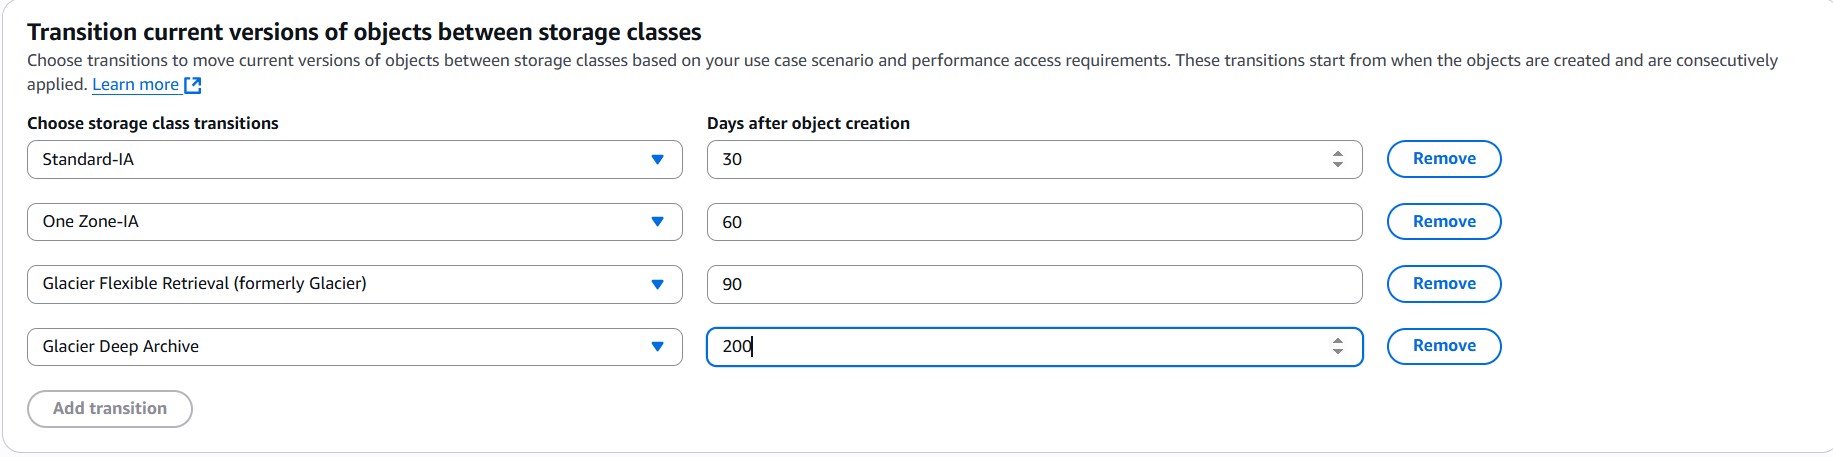 Transition current versions of objects between storage classes
Choose transitions to move current versions of objects between storage classes based on your use case scenario and performance access requirements. These transitions start from when the objects are created and are consecutively
applied. Learn more
Choose storage class transitions Days after object creation
Standard-IA 30 Remove
One Zone-IA 60 Remove
Glacier Flexible Retrieval (formerly Glacier) 90 Remove
Glacier Deep Archive 200 Remove
Add transition